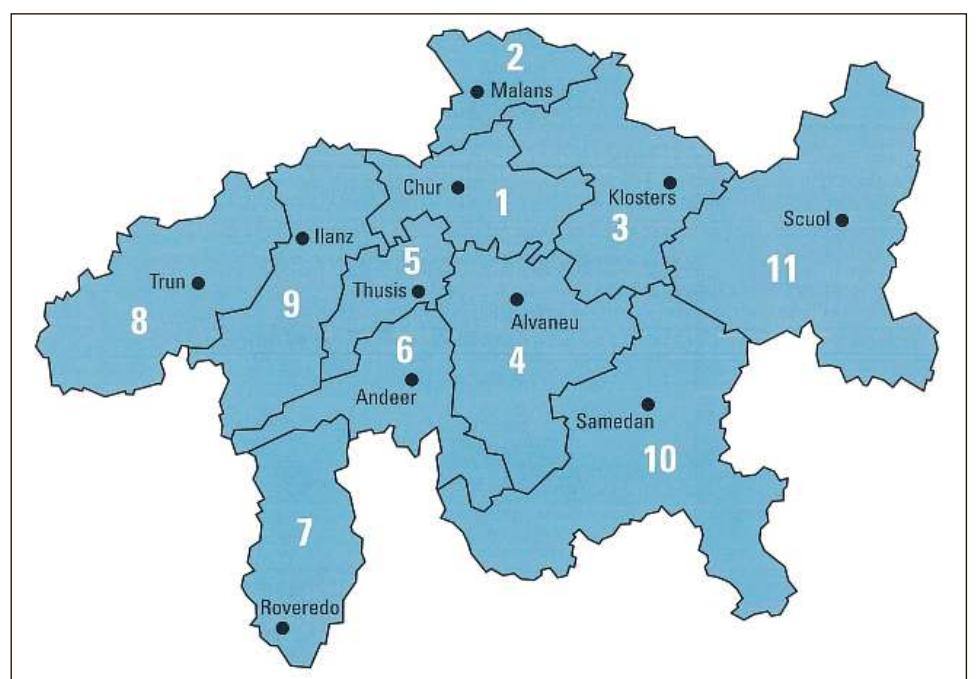 2
Malans
Chur
1
Klosters
3
Scuol
11
Ilanz
5
Thusis
Trun
8
9
Alvaneu
4
6
Andeer
Samedan
10
7
Roveredo